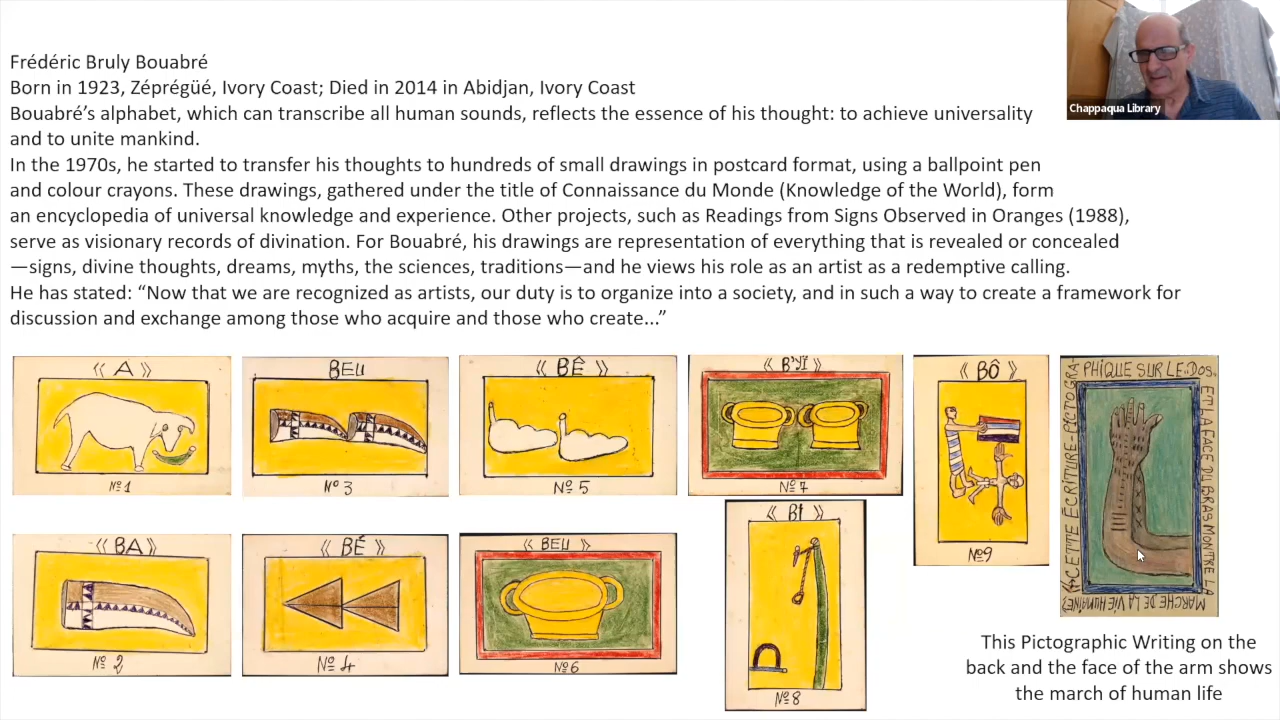 Frédéric Bruly Bouabré
Born in 1923, Zéprégüé, Ivory Coast; Died in 2014 in Abidjan, Ivory Coast
Bouabré’s alphabet, which can transcribe all human sounds, reflects the essence of his thought: to achieve universality
and to unite mankind.
In the 1970s, he started to transfer his thoughts to hundreds of small drawings in postcard format, using a ballpoint pen
and colour crayons. These drawings, gathered under the title of Connaissance du Monde (Knowledge of the World), form
an encyclopedia of universal knowledge and experience. Other projects, such as Readings from Signs Observed in Oranges (1988),
serve as visionary records of divination. For Bouabré, his drawings are representation of everything that is revealed or concealed
—signs, divine thoughts, dreams, myths, the sciences, traditions—and he views his role as an artist as a redemptive calling.
He has stated: “Now that we are recognized as artists, our duty is to organize into a society, and in such a way to create a framework for
discussion and exchange among those who acquire and those who create...”
Chappaqua Library
« A »
Nº 1
BEU
Nº 3
« BÊ »
Nº 5
« B'YI »
Nº 7
« BÔ »
Nº 9
« CETTE ÉCRITURE-PICTOGRA
PHIQUE SUR LE DOS
ET LA FACE DU BRAS MONTRE LA
MARCHE DE LA VIE HUMAINE »
« BA »
Nº 2
« BÉ »
Nº 4
« BEU »
Nº 6
« BI »
Nº 8
This Pictographic Writing on the
back and the face of the arm shows
the march of human life